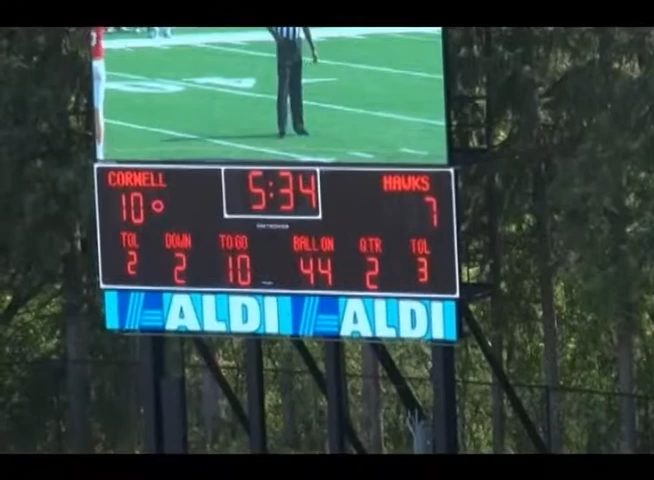 CORNELL 5:34 HAWKS
10 7
TOL DOWN TO GO BALL ON QTR TOL
2 2 10 44 2 3
ALDI ALDI